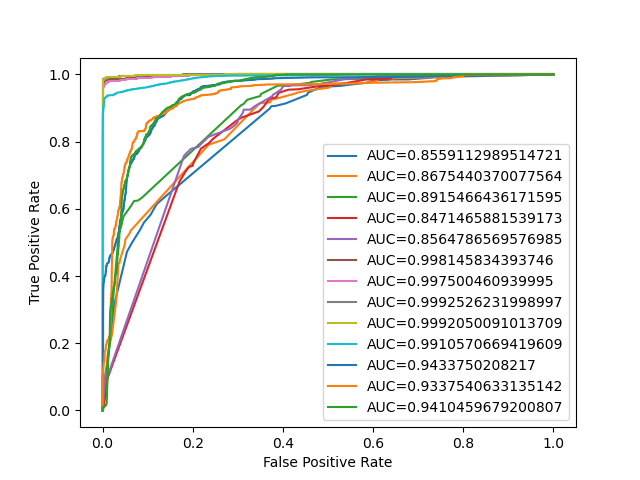 1.0
0.8
0.6
0.4
0.2
0.0
True Positive Rate
AUC=0.8559112989514721
AUC=0.8675440370077564
AUC=0.8915466436171595
AUC=0.8471465881539173
AUC=0.8564786569576985
AUC=0.998145834393746
AUC=0.997500460939995
AUC=0.9992526231998997
AUC=0.9992050091013709
AUC=0.9910570669419609
AUC=0.9433750208217
AUC=0.9337540633135142
AUC=0.9410459679200807
0.0 0.2 0.4 0.6 0.8 1.0
False Positive Rate